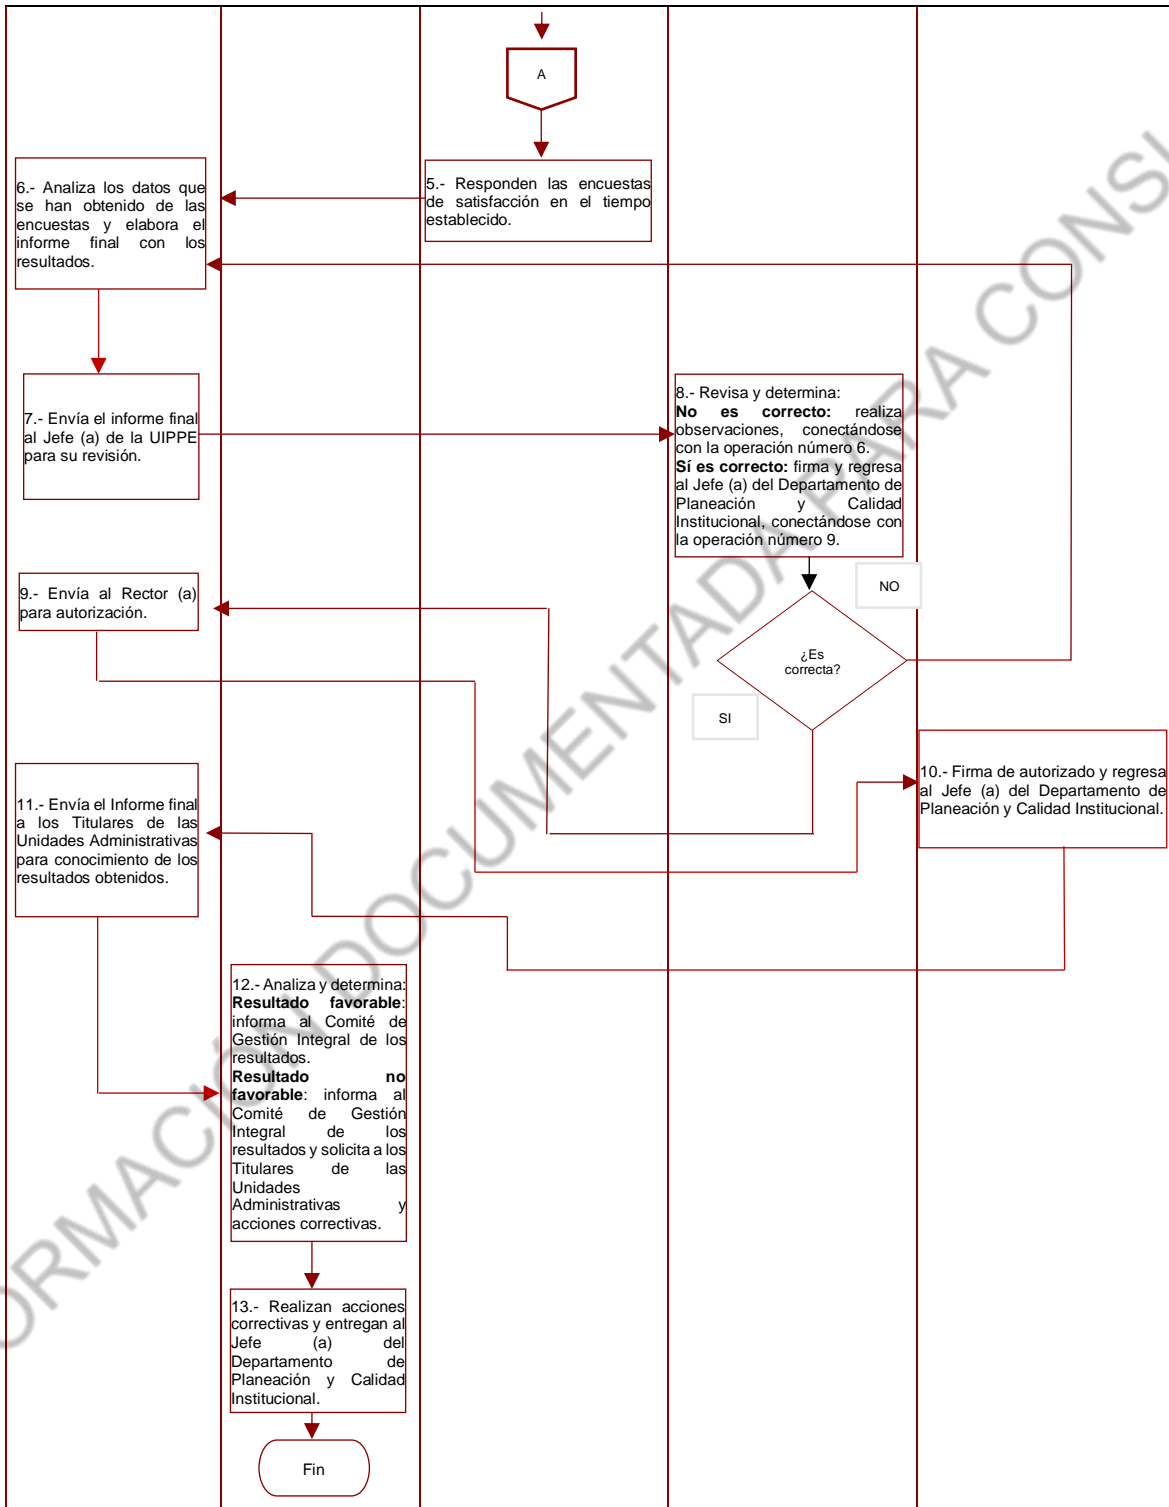 A
5.- Responden las encuestas
de satisfacción en el tiempo
establecido.
6.- Analiza los datos que
se han obtenido de las
encuestas y elabora el
informe final con los
resultados.
7.- Envía el informe final
al Jefe (a) de la UIPPE
para su revisión.
8.- Revisa y determina:
No es correcto: realiza
observaciones, conectándose
con la operación número 6.
Sí es correcto: firma y regresa
al Jefe (a) del Departamento de
Planeación y Calidad
Institucional, conectándose con
la operación número 9.
NO
¿Es
correcta?
SI
9.- Envía al Rector (a)
para autorización.
10.- Firma de autorizado y regresa
al Jefe (a) del Departamento de
Planeación y Calidad Institucional.
11.- Envía el Informe final
a los Titulares de las
Unidades Administrativas
para conocimiento de los
resultados obtenidos.
12.- Analiza y determina:
Resultado favorable:
informa al Comité de
Gestión Integral de los
resultados.
Resultado no
favorable: informa al
Comité de Gestión
Integral de los
resultados y solicita a los
Titulares de las
Unidades
Administrativas y
acciones correctivas.
13.- Realizan acciones
correctivas y entregan al
Jefe (a) del
Departamento de
Planeación y Calidad
Institucional.
Fin
ORMACIÓN DOCUMENTADA PARA CONSU